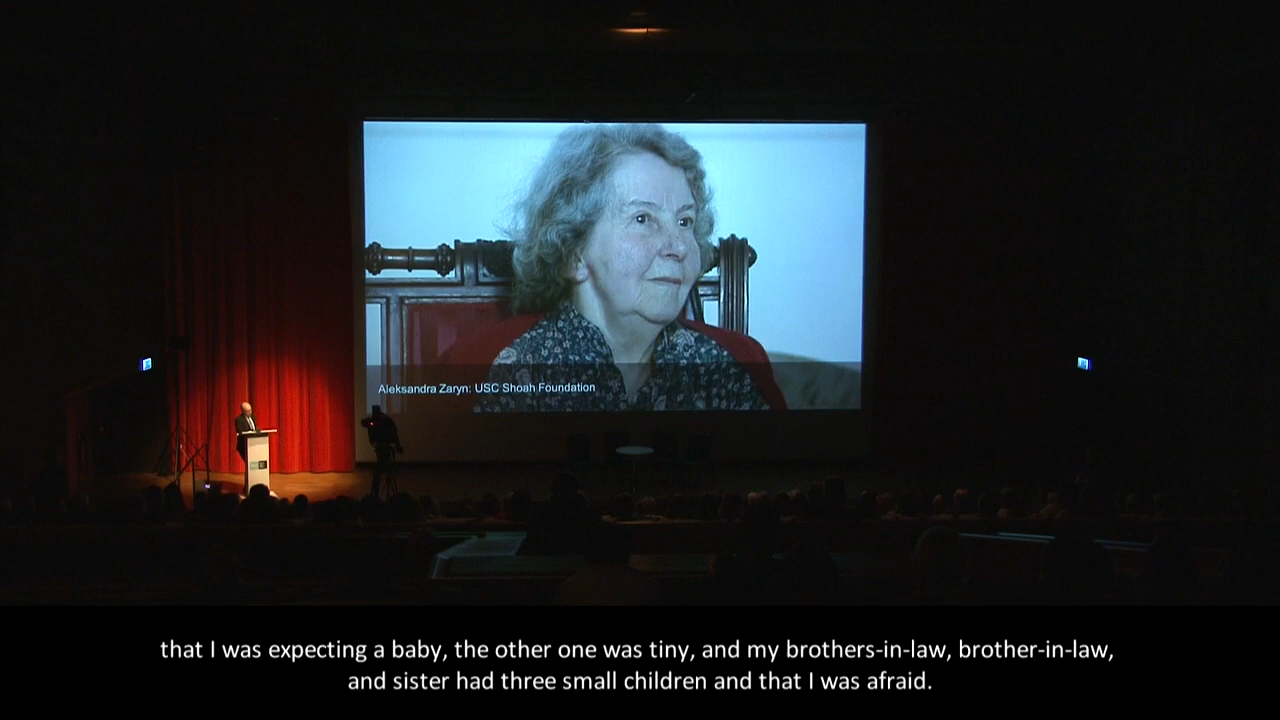 Aleksandra Zaryn: USC Shoah Foundation
that I was expecting a baby, the other one was tiny, and my brothers-in-law, brother-in-law,
and sister had three small children and that I was afraid.